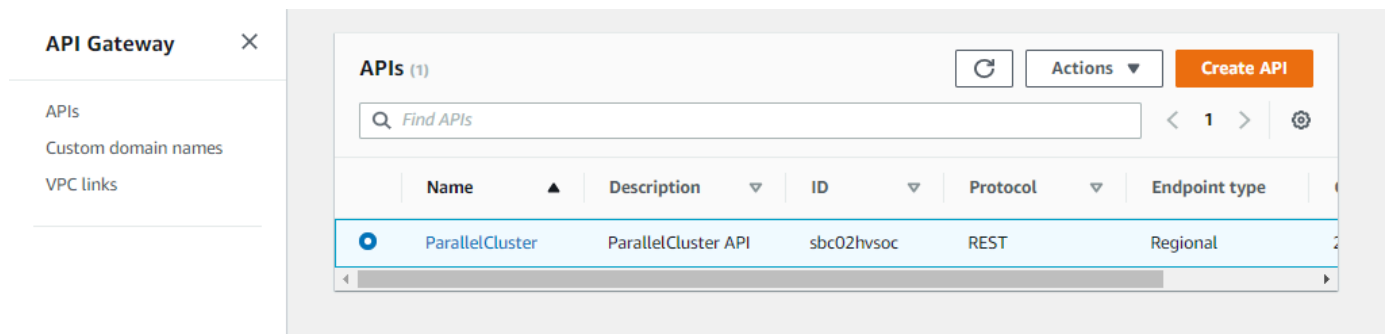 API Gateway
APIs
Custom domain names
VPC links
APIs (1)
Actions
Create API
Find APIs
1
Name Description ID Protocol Endpoint type
ParallelCluster ParallelCluster API sbc02hvsoc REST Regional